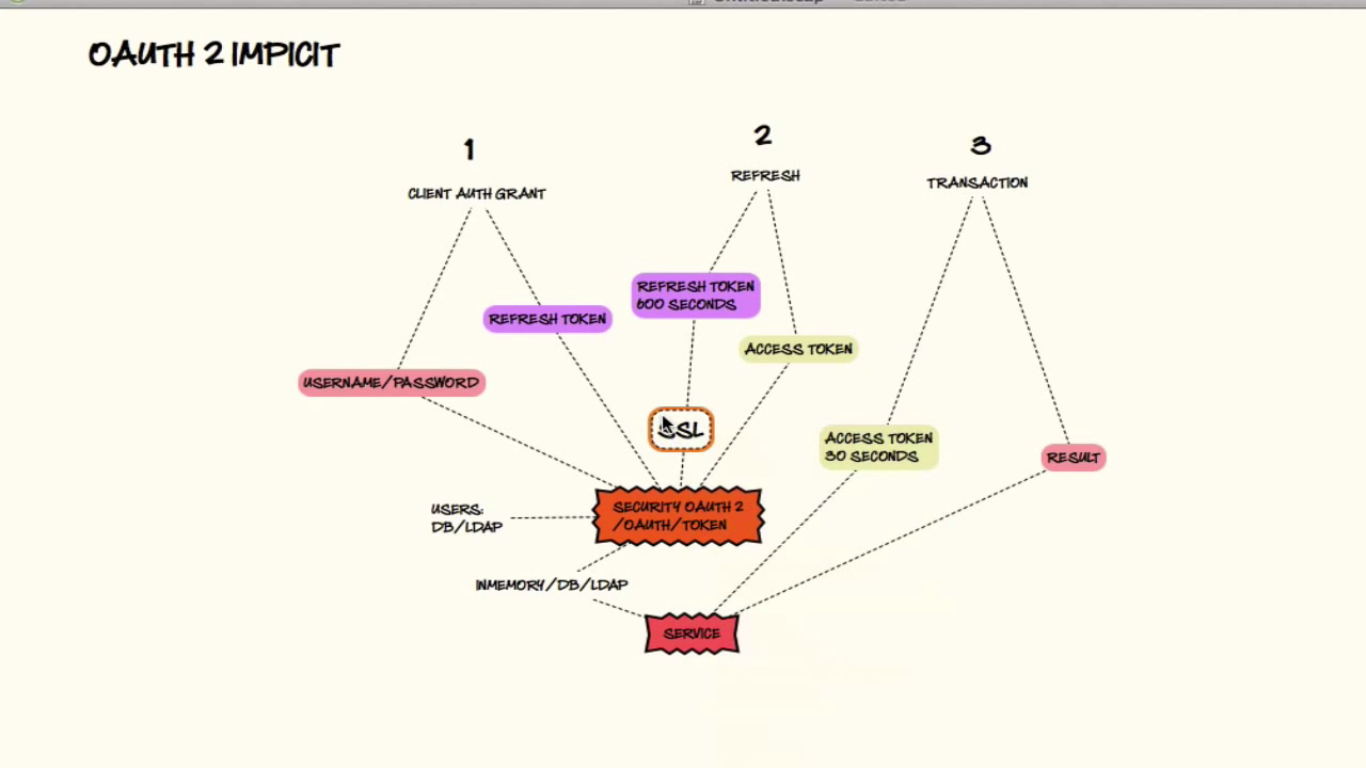 OAUTH 2 IMPICIT
1
2
3
CLIENT AUTH GRANT
REFRESH
TRANSACTION
REFRESH TOKEN
600 SECONDS
REFRESH TOKEN
ACCESS TOKEN
USERNAME/PASSWORD
SSL
ACCESS TOKEN
30 SECONDS
RESULT
USERS:
DB/LDAP
SECURITY OAUTH 2
/OAUTH/TOKEN
INMEMORY/DB/LDAP
SERVICE